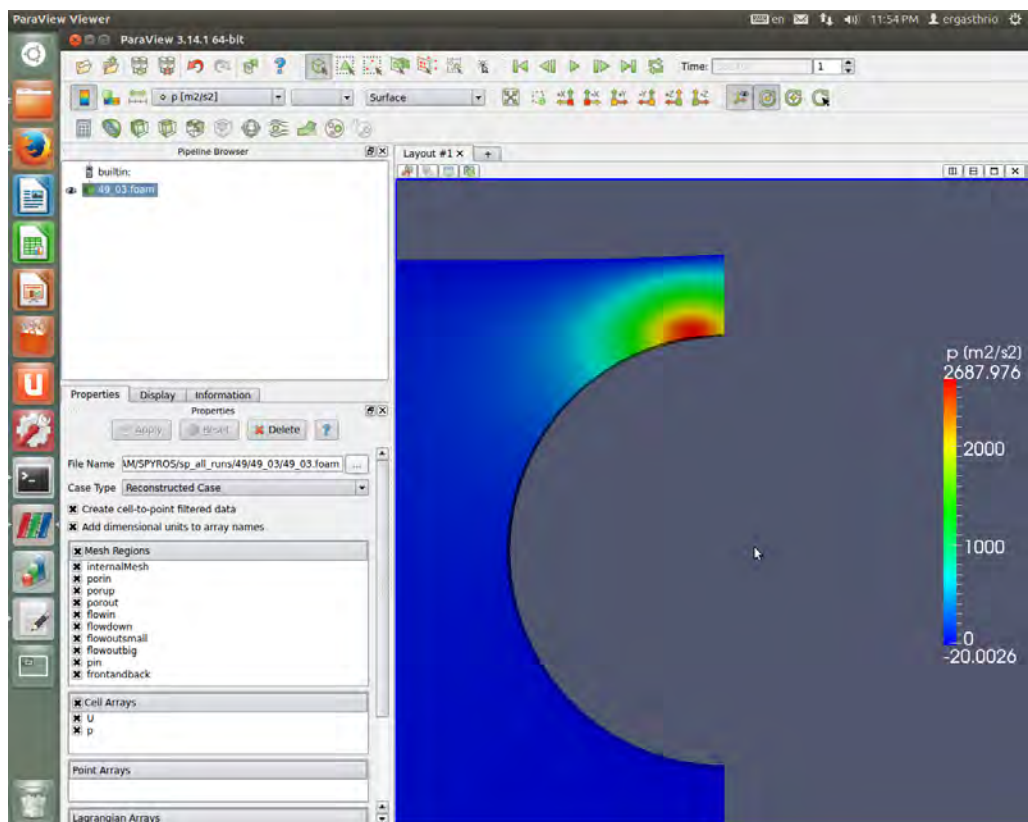 ParaView Viewer
en
11:54 PM
ergasthrio
ParaView 3.14.1 64-bit
Time:
1
p [m2/s2]
Surface
Pipeline Browser
Layout #1
builtin:
49_03.foam
Properties
Display
Information
Properties
Apply
Reset
Delete
?
File Name
AM/SPYROS/sp_all_runs/49/49_03/49_03.foam
...
Case Type
Reconstructed Case
Create cell-to-point filtered data
Add dimensional units to array names
Mesh Regions
internalMesh
porin
porup
porout
flowin
flowdown
flowoutsmall
flowoutbig
pin
frontandback
Cell Arrays
U
p
Point Arrays
Lagrangian Arrays
p (m2/s2)
2687.976
2000
1000
0
-20.0026